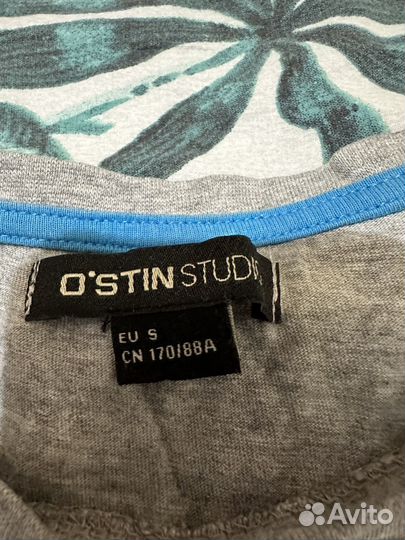 O'STIN STUDIO
EU S
CN 170/88A
Avito